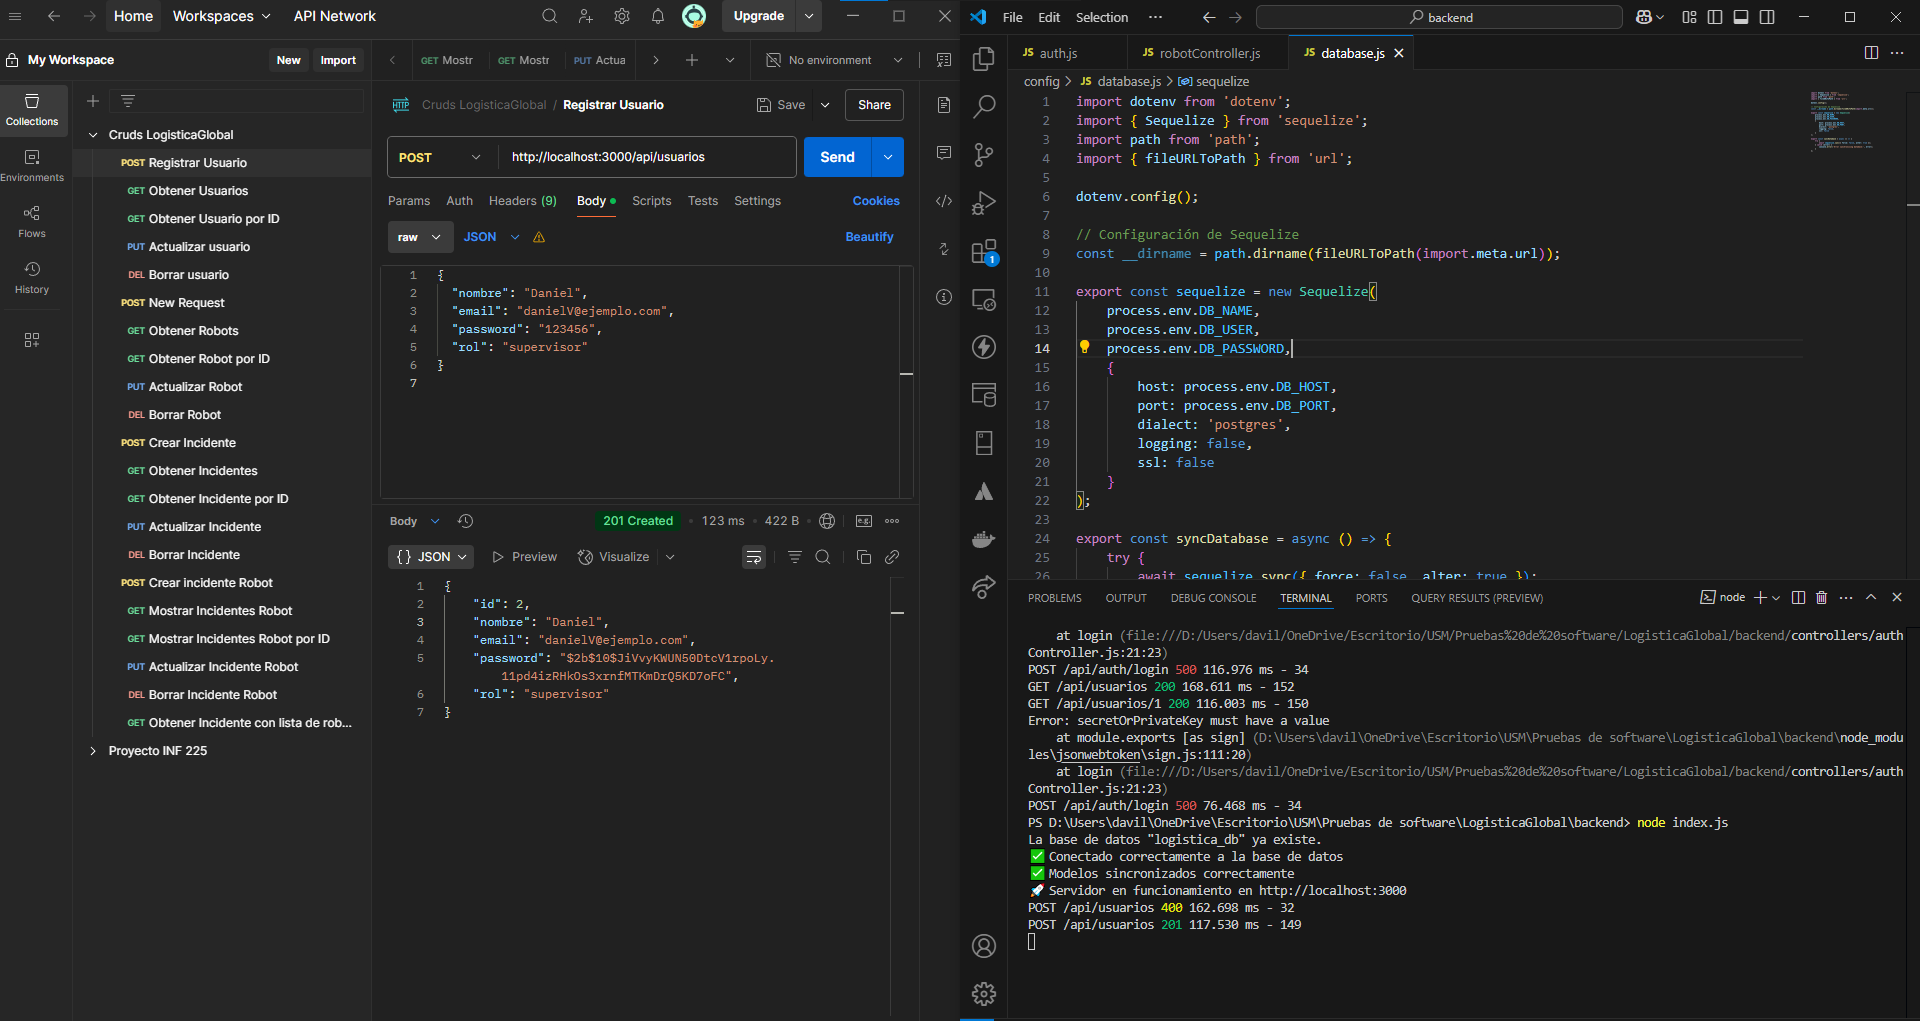 Home
Workspaces
API Network
Upgrade
My Workspace
New
Import
GET Mostr
GET Mostr
PUT Actua
No environment
Collections
Environments
Flows
History
Cruds LogisticaGlobal
POST Registrar Usuario
GET Obtener Usuarios
GET Obtener Usuario por ID
PUT Actualizar usuario
DEL Borrar usuario
POST New Request
GET Obtener Robots
GET Obtener Robot por ID
PUT Actualizar Robot
DEL Borrar Robot
POST Crear Incidente
GET Obtener Incidentes
GET Obtener Incidente por ID
PUT Actualizar Incidente
DEL Borrar Incidente
POST Crear incidente Robot
GET Mostrar Incidentes Robot
GET Mostrar Incidentes Robot por ID
PUT Actualizar Incidente Robot
DEL Borrar Incidente Robot
GET Obtener Incidente con lista de rob...
Proyecto INF 225
HTTP Cruds LogisticaGlobal / Registrar Usuario
Save
Share
POST
http://localhost:3000/api/usuarios
Send
Params Auth Headers (9) Body Scripts Tests Settings
Cookies
raw
JSON
Beautify
1 {
2 "nombre": "Daniel",
3 "email": "danielV@ejemplo.com",
4 "password": "123456",
5 "rol": "supervisor"
6 }
7
Body
201 Created
123 ms
422 B
e.g.
{} JSON
Preview
Visualize
1 {
2 "id": 2,
3 "nombre": "Daniel",
4 "email": "danielV@ejemplo.com",
5 "password": "$2b$10$JiVvyKWUN50DtcV1rpoLy.
11pd4izRHkOs3xrnfMTKmDrQ5KD7oFC",
6 "rol": "supervisor"
7 }
File Edit Selection
backend
1
JS auth.js
JS robotController.js
JS database.js
config > JS database.js > sequelize
1 import dotenv from 'dotenv';
2 import { Sequelize } from 'sequelize';
3 import path from 'path';
4 import { fileURLToPath } from 'url';
5
6 dotenv.config();
7
8 // Configuración de Sequelize
9 const __dirname = path.dirname(fileURLToPath(import.meta.url));
10
11 export const sequelize = new Sequelize(
12 process.env.DB_NAME,
13 process.env.DB_USER,
14 process.env.DB_PASSWORD,
15 {
16 host: process.env.DB_HOST,
17 port: process.env.DB_PORT,
18 dialect: 'postgres',
19 logging: false,
20 ssl: false
21 }
22 );
23
24 export const syncDatabase = async () => {
25 try {
26 await sequelize.sync({ force: false, alter: true });
PROBLEMS OUTPUT DEBUG CONSOLE TERMINAL PORTS QUERY RESULTS (PREVIEW)
node
at login (file:///D:/Users/davil/OneDrive/Escritorio/USM/Pruebas%20de%20software/LogisticaGlobal/backend/controllers/auth
Controller.js:21:23)
POST /api/auth/login 500 116.976 ms - 34
GET /api/usuarios 200 168.611 ms - 152
GET /api/usuarios/1 200 116.003 ms - 150
Error: secretOrPrivateKey must have a value
at module.exports [as sign] (D:\Users\davil\OneDrive\Escritorio\USM\Pruebas de software\LogisticaGlobal\backend\node_modu
les\jsonwebtoken\sign.js:111:20)
at login (file:///D:/Users/davil/OneDrive/Escritorio/USM/Pruebas%20de%20software/LogisticaGlobal/backend/controllers/auth
Controller.js:21:23)
POST /api/auth/login 500 76.468 ms - 34
PS D:\Users\davil\OneDrive\Escritorio\USM\Pruebas de software\LogisticaGlobal\backend> node index.js
La base de datos "logistica_db" ya existe.
✅ Conectado correctamente a la base de datos
✅ Modelos sincronizados correctamente
🚀 Servidor en funcionamiento en http://localhost:3000
POST /api/usuarios 400 162.698 ms - 32
POST /api/usuarios 201 117.530 ms - 149